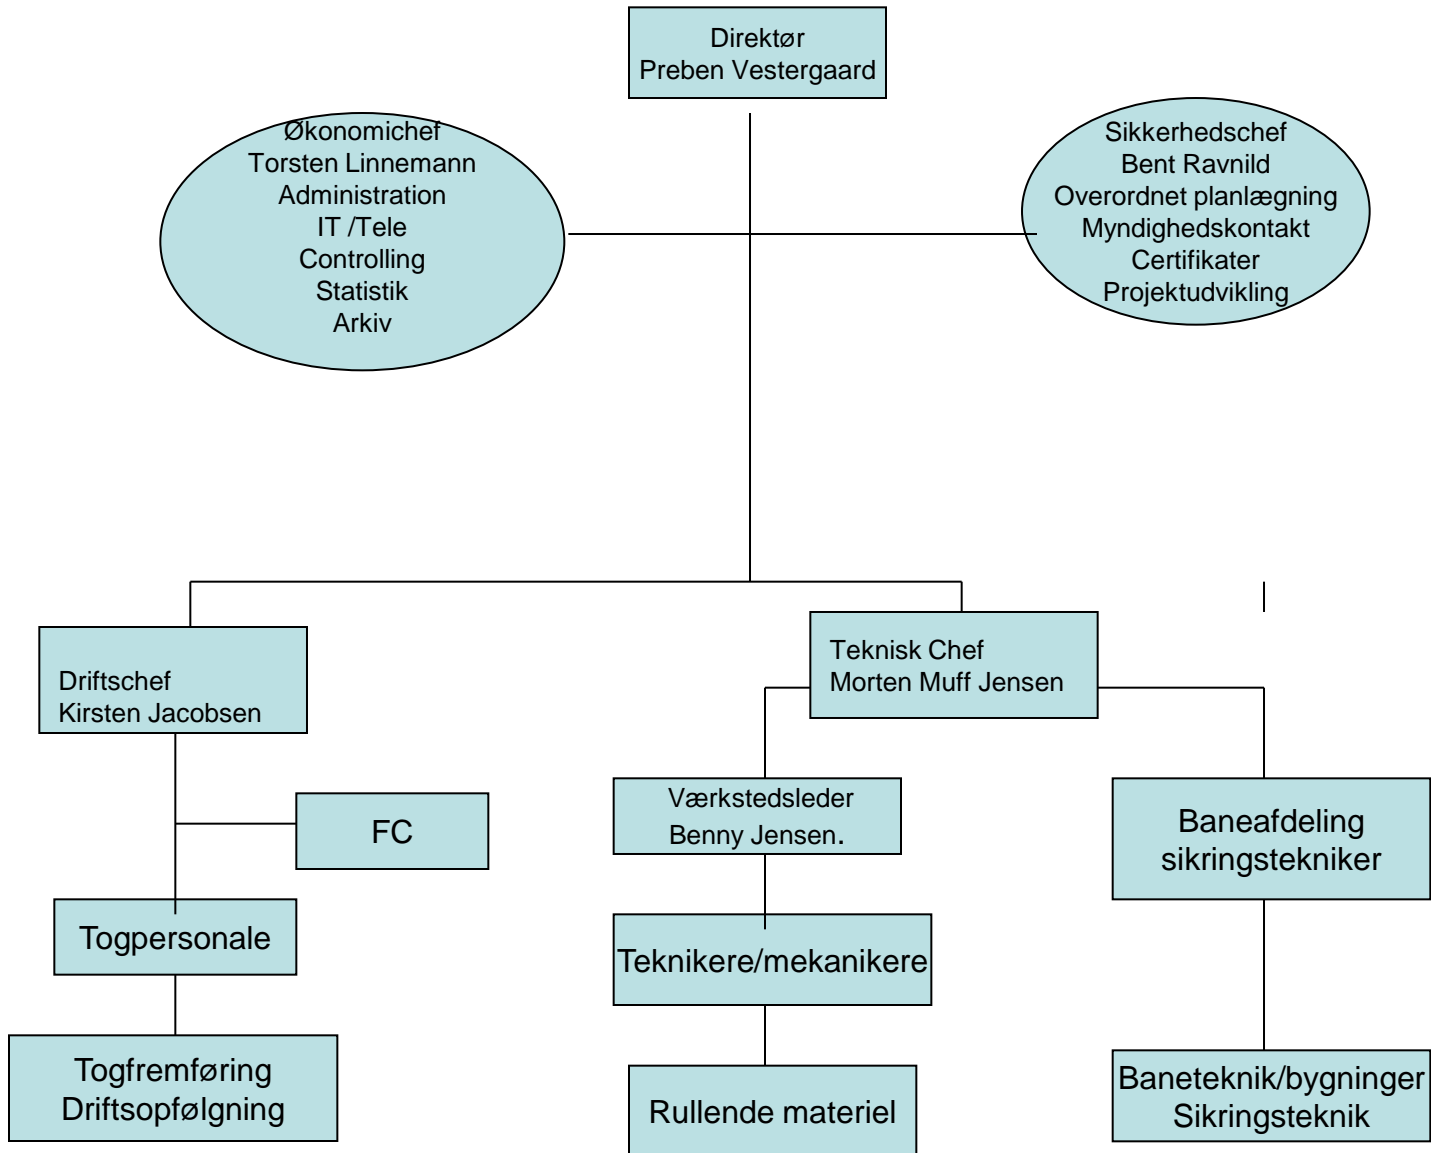 Direktør
Preben Vestergaard
Økonomichef
Torsten Linnemann
Administration
IT /Tele
Controlling
Statistik
Arkiv
Sikkerhedschef
Bent Ravnild
Overordnet planlægning
Myndighedskontakt
Certifikater
Projektudvikling
Driftschef
Kirsten Jacobsen
Teknisk Chef
Morten Muff Jensen
FC
Værkstedsleder
Benny Jensen.
Baneafdeling
sikringstekniker
Togpersonale
Teknikere/mekanikere
Togfremføring
Driftsopfølgning
Rullende materiel
Baneteknik/bygninger
Sikringsteknik